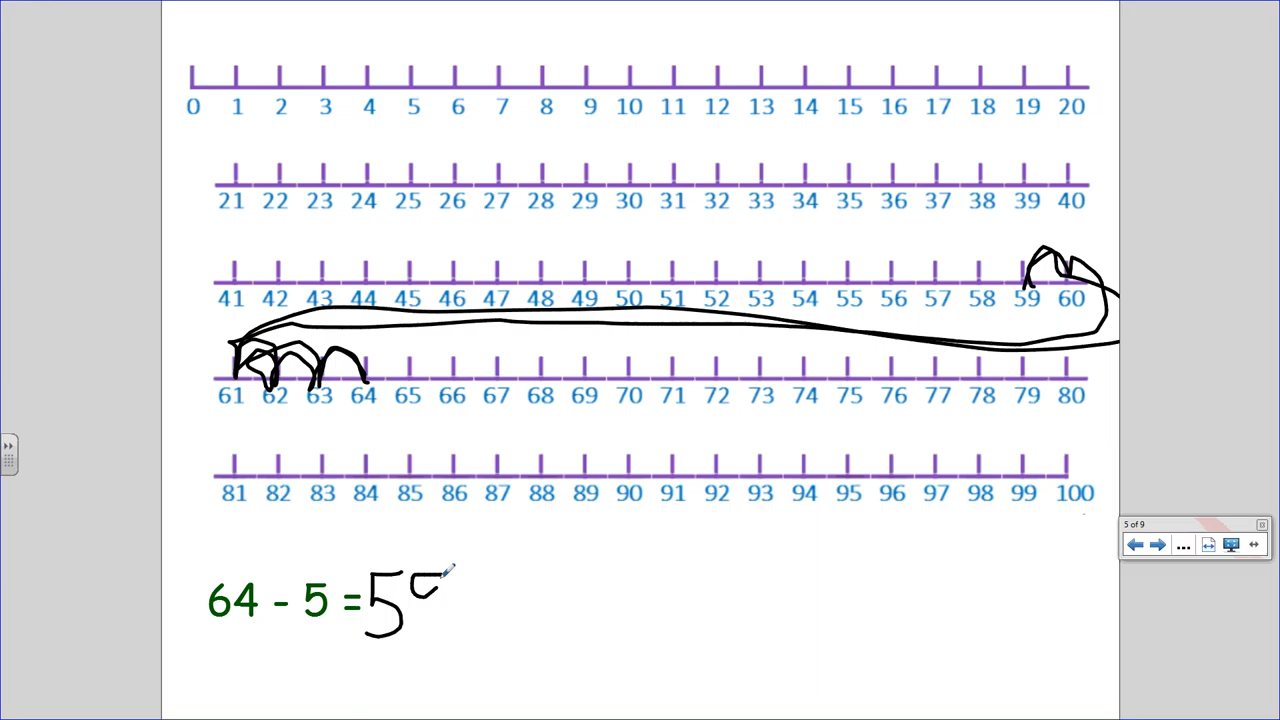 0 1 2 3 4 5 6 7 8 9 10 11 12 13 14 15 16 17 18 19 20
21 22 23 24 25 26 27 28 29 30 31 32 33 34 35 36 37 38 39 40
41 42 43 44 45 46 47 48 49 50 51 52 53 54 55 56 57 58 59 60
61 62 63 64 65 66 67 68 69 70 71 72 73 74 75 76 77 78 79 80
81 82 83 84 85 86 87 88 89 90 91 92 93 94 95 96 97 98 99 100
5 of 9
64 - 5 = 5